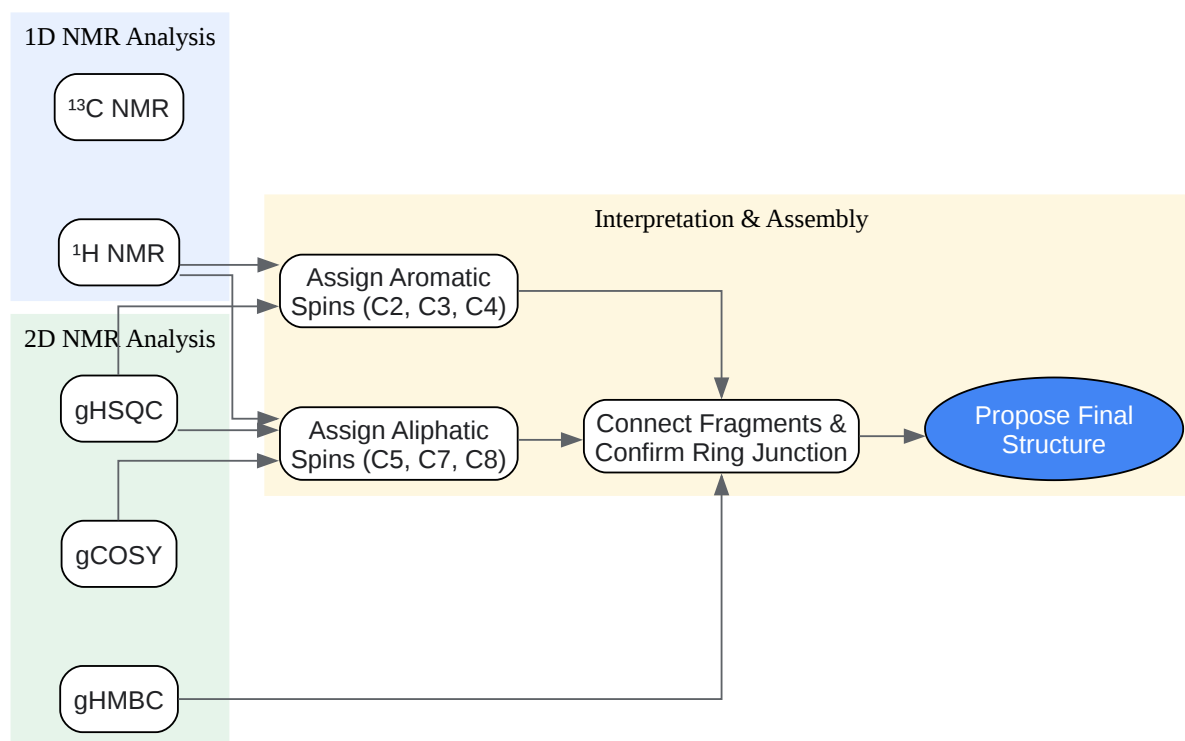 1D NMR Analysis
¹³C NMR
¹H NMR
2D NMR Analysis
gHSQC
gCOSY
gHMBC
Interpretation & Assembly
Assign Aromatic
Spins (C2, C3, C4)
Assign Aliphatic
Spins (C5, C7, C8)
Connect Fragments &
Confirm Ring Junction
Propose Final
Structure